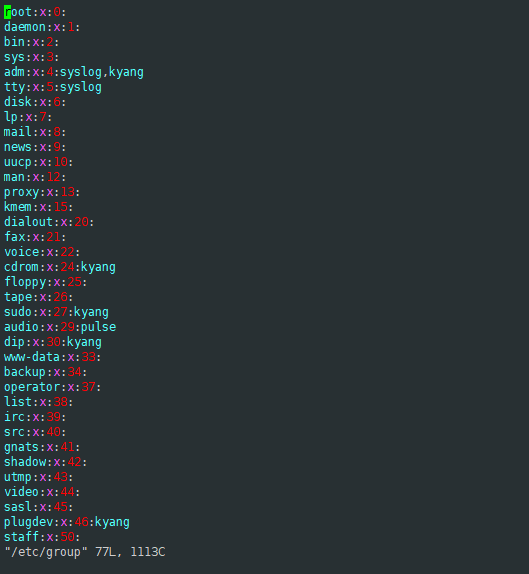 root:x:0:
daemon:x:1:
bin:x:2:
sys:x:3:
adm:x:4:syslog,kyang
tty:x:5:syslog
disk:x:6:
lp:x:7:
mail:x:8:
news:x:9:
uucp:x:10:
man:x:12:
proxy:x:13:
kmem:x:15:
dialout:x:20:
fax:x:21:
voice:x:22:
cdrom:x:24:kyang
floppy:x:25:
tape:x:26:
sudo:x:27:kyang
audio:x:29:pulse
dip:x:30:kyang
www-data:x:33:
backup:x:34:
operator:x:37:
list:x:38:
irc:x:39:
src:x:40:
gnats:x:41:
shadow:x:42:
utmp:x:43:
video:x:44:
sasl:x:45:
plugdev:x:46:kyang
staff:x:50:
"/etc/group" 77L, 1113C